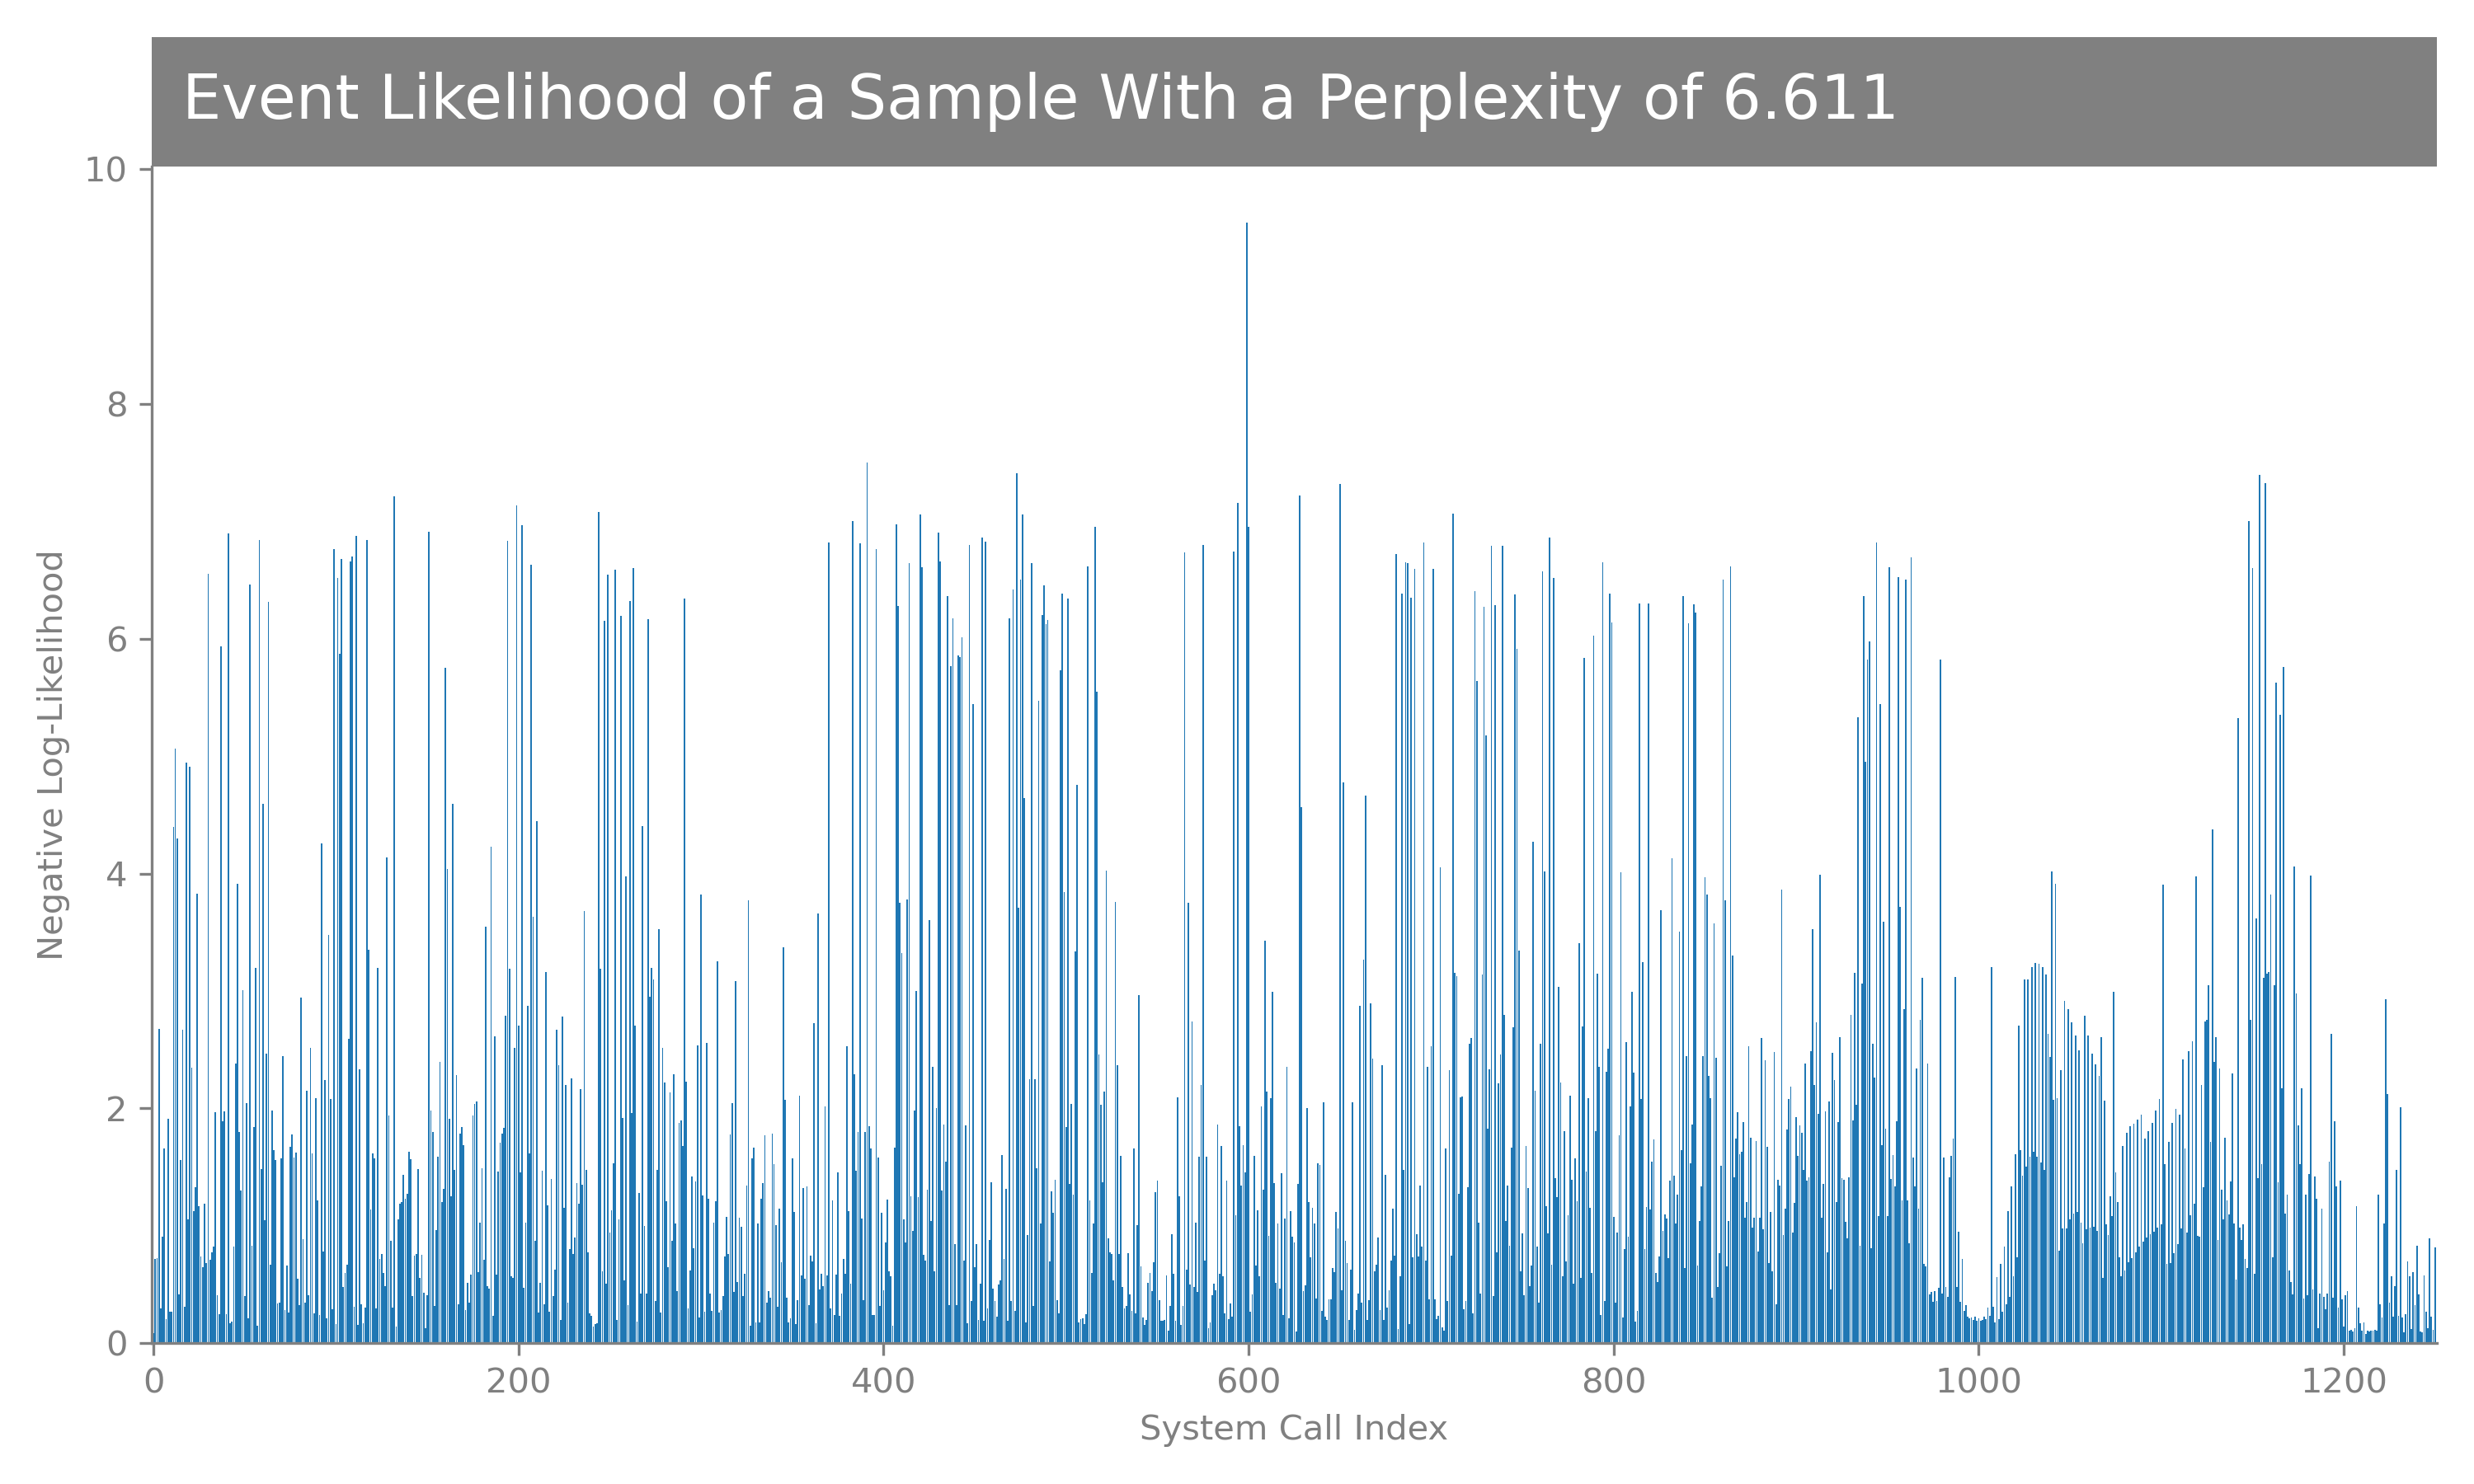 Event Likelihood of a Sample With a Perplexity of 6.611
10
8
6
4
2
0
Negative Log-Likelihood
0 200 400 600 800 1000 1200
System Call Index